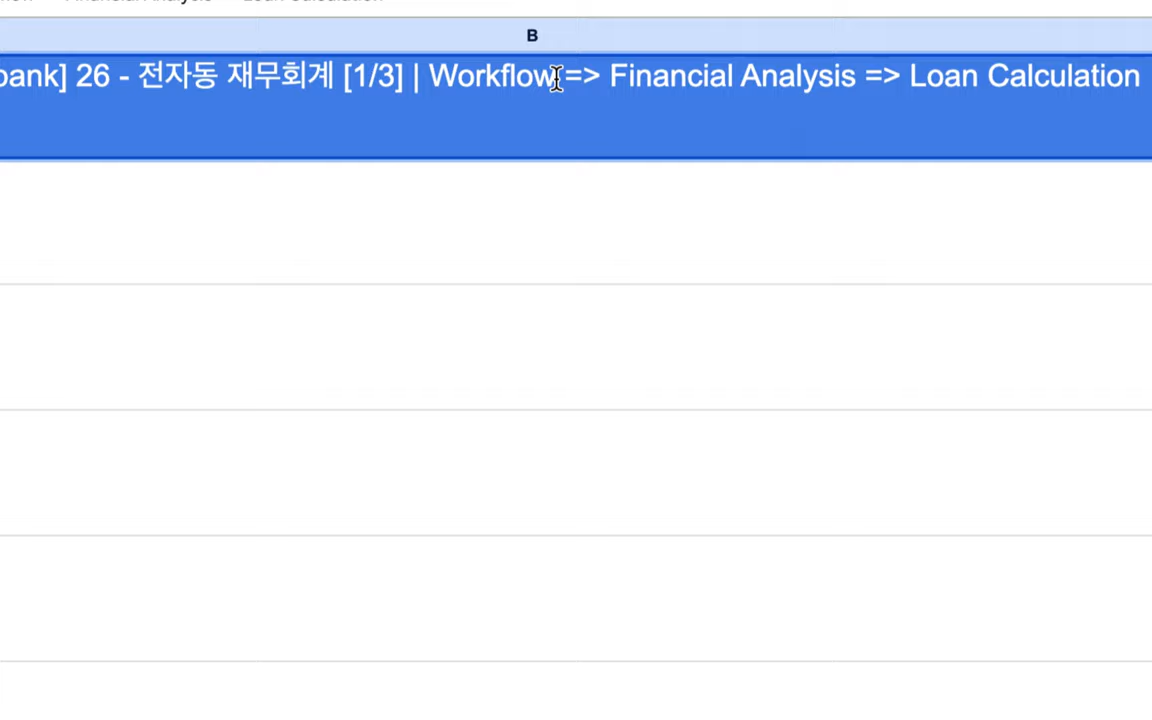 B
bank] 26 - 전자동 재무회계 [1/3] | Workflow => Financial Analysis => Loan Calculation